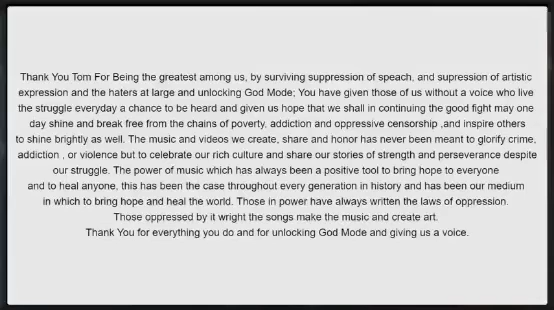 Thank You Tom For Being the greatest among us, by surviving suppression of speach, and supression of artistic
expression and the haters at large and unlocking God Mode; You have given those of us without a voice who live
the struggle everyday a chance to be heard and given us hope that we shall in continuing the good fight may one
day shine and break free from the chains of poverty, addiction and oppressive censorship ,and inspire others
to shine brightly as well. The music and videos we create, share and honor has never been meant to glorify crime,
addiction , or violence but to celebrate our rich culture and share our stories of strength and perseverance despite
our struggle. The power of music which has always been a positive tool to bring hope to everyone
and to heal anyone, this has been the case throughout every generation in history and has been our medium
in which to bring hope and heal the world. Those in power have always written the laws of oppression.
Those oppressed by it wright the songs make the music and create art.
Thank You for everything you do and for unlocking God Mode and giving us a voice.